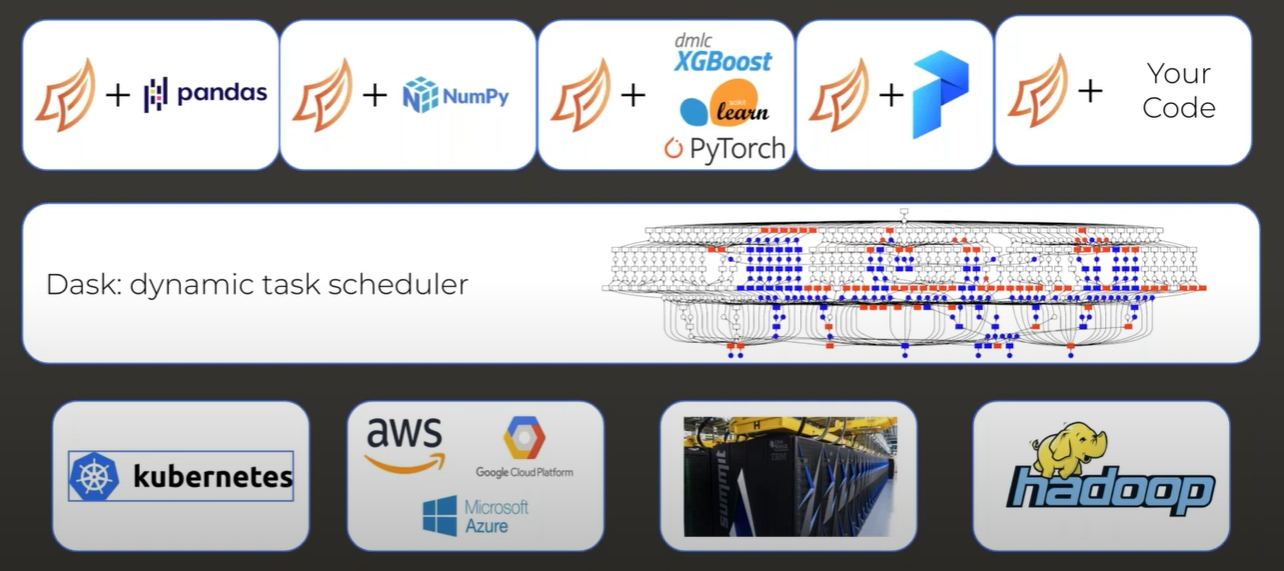 + pandas
+ NumPy
+
dmlc
XGBoost
scikit
learn
PyTorch
+
+ Your
Code
Dask: dynamic task scheduler
kubernetes
aws
Google Cloud Platform
Microsoft
Azure
summit
hadoop